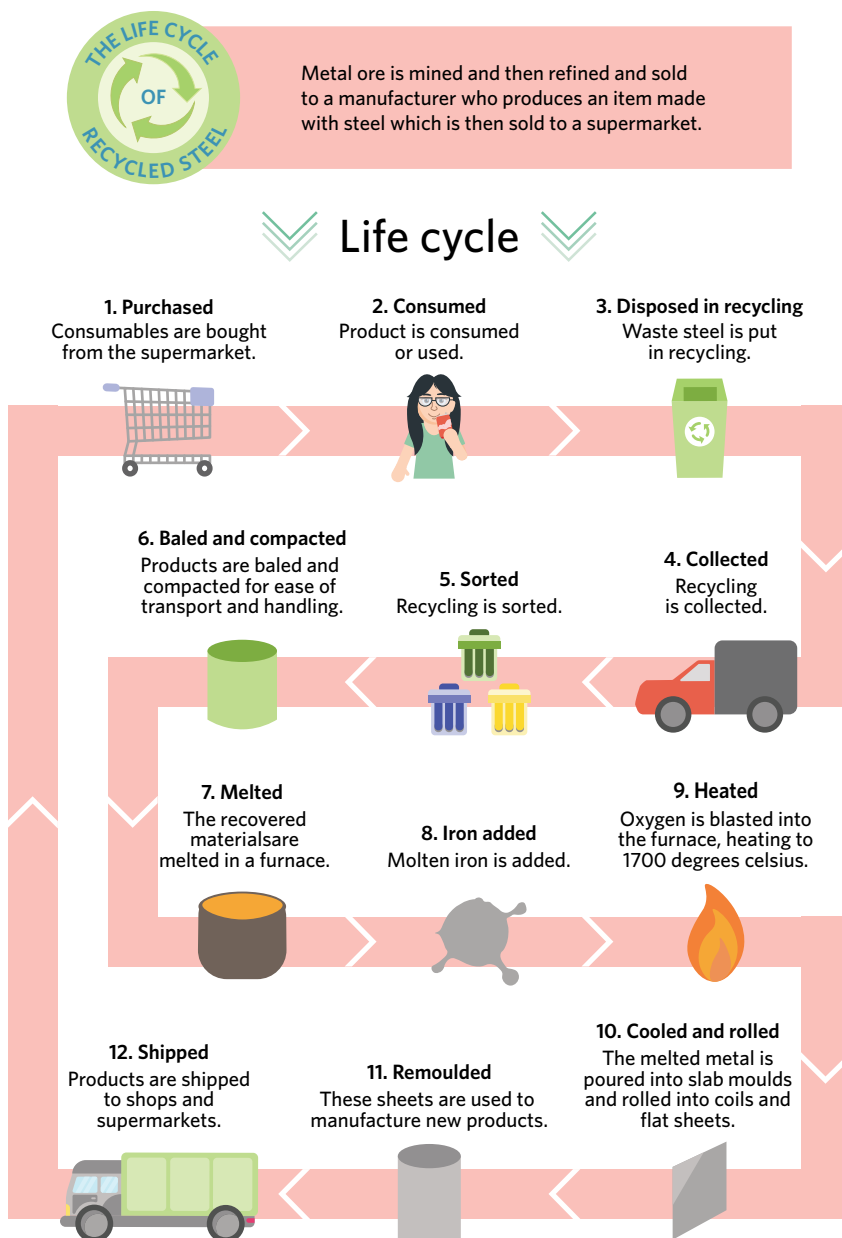 THE LIFE CYCLE
OF
RECYCLED STEEL
Metal ore is mined and then refined and sold
to a manufacturer who produces an item made
with steel which is then sold to a supermarket.
Life cycle
1. Purchased
Consumables are bought
from the supermarket.
2. Consumed
Product is consumed
or used.
3. Disposed in recycling
Waste steel is put
in recycling.
4. Collected
Recycling
is collected.
5. Sorted
Recycling is sorted.
6. Baled and compacted
Products are baled and
compacted for ease of
transport and handling.
7. Melted
The recovered
materialsare
melted in a furnace.
8. Iron added
Molten iron is added.
9. Heated
Oxygen is blasted into
the furnace, heating to
1700 degrees celsius.
10. Cooled and rolled
The melted metal is
poured into slab moulds
and rolled into coils and
flat sheets.
11. Remoulded
These sheets are used to
manufacture new products.
12. Shipped
Products are shipped
to shops and
supermarkets.